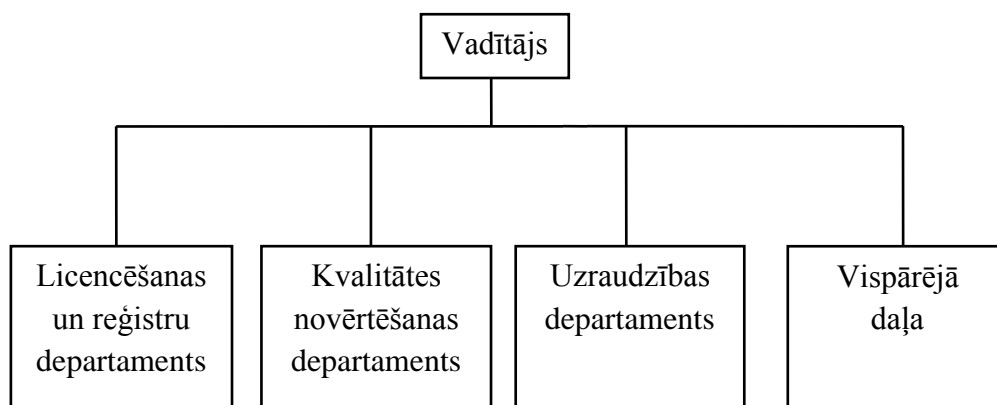 Vadītājs
Licencēšanas
un reģistru
departaments
Kvalitātes
novērtēšanas
departaments
Uzraudzības
departaments
Vispārējā
daļa